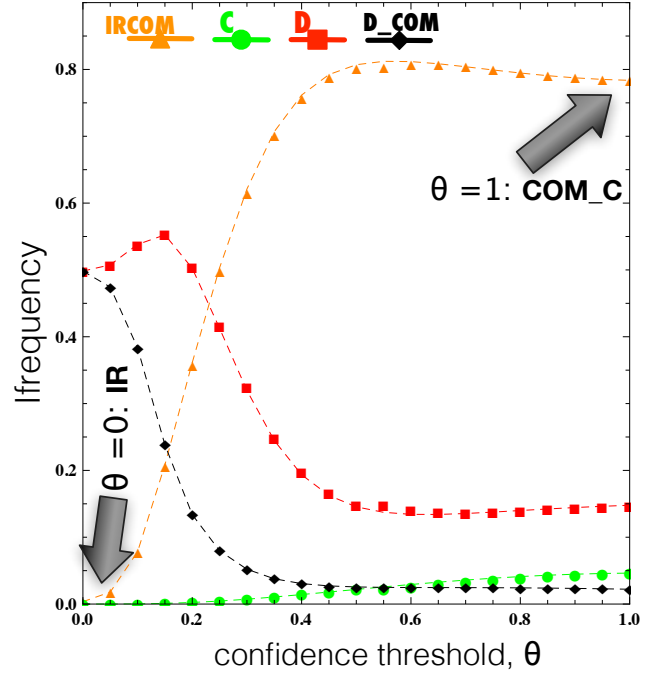 IRCOM C D D_COM
0.8
θ =1: COM_C
0.6
lfrequency
0.4
θ =0: IR
0.2
0.0
0.0 0.2 0.4 0.6 0.8 1.0
confidence threshold, θ